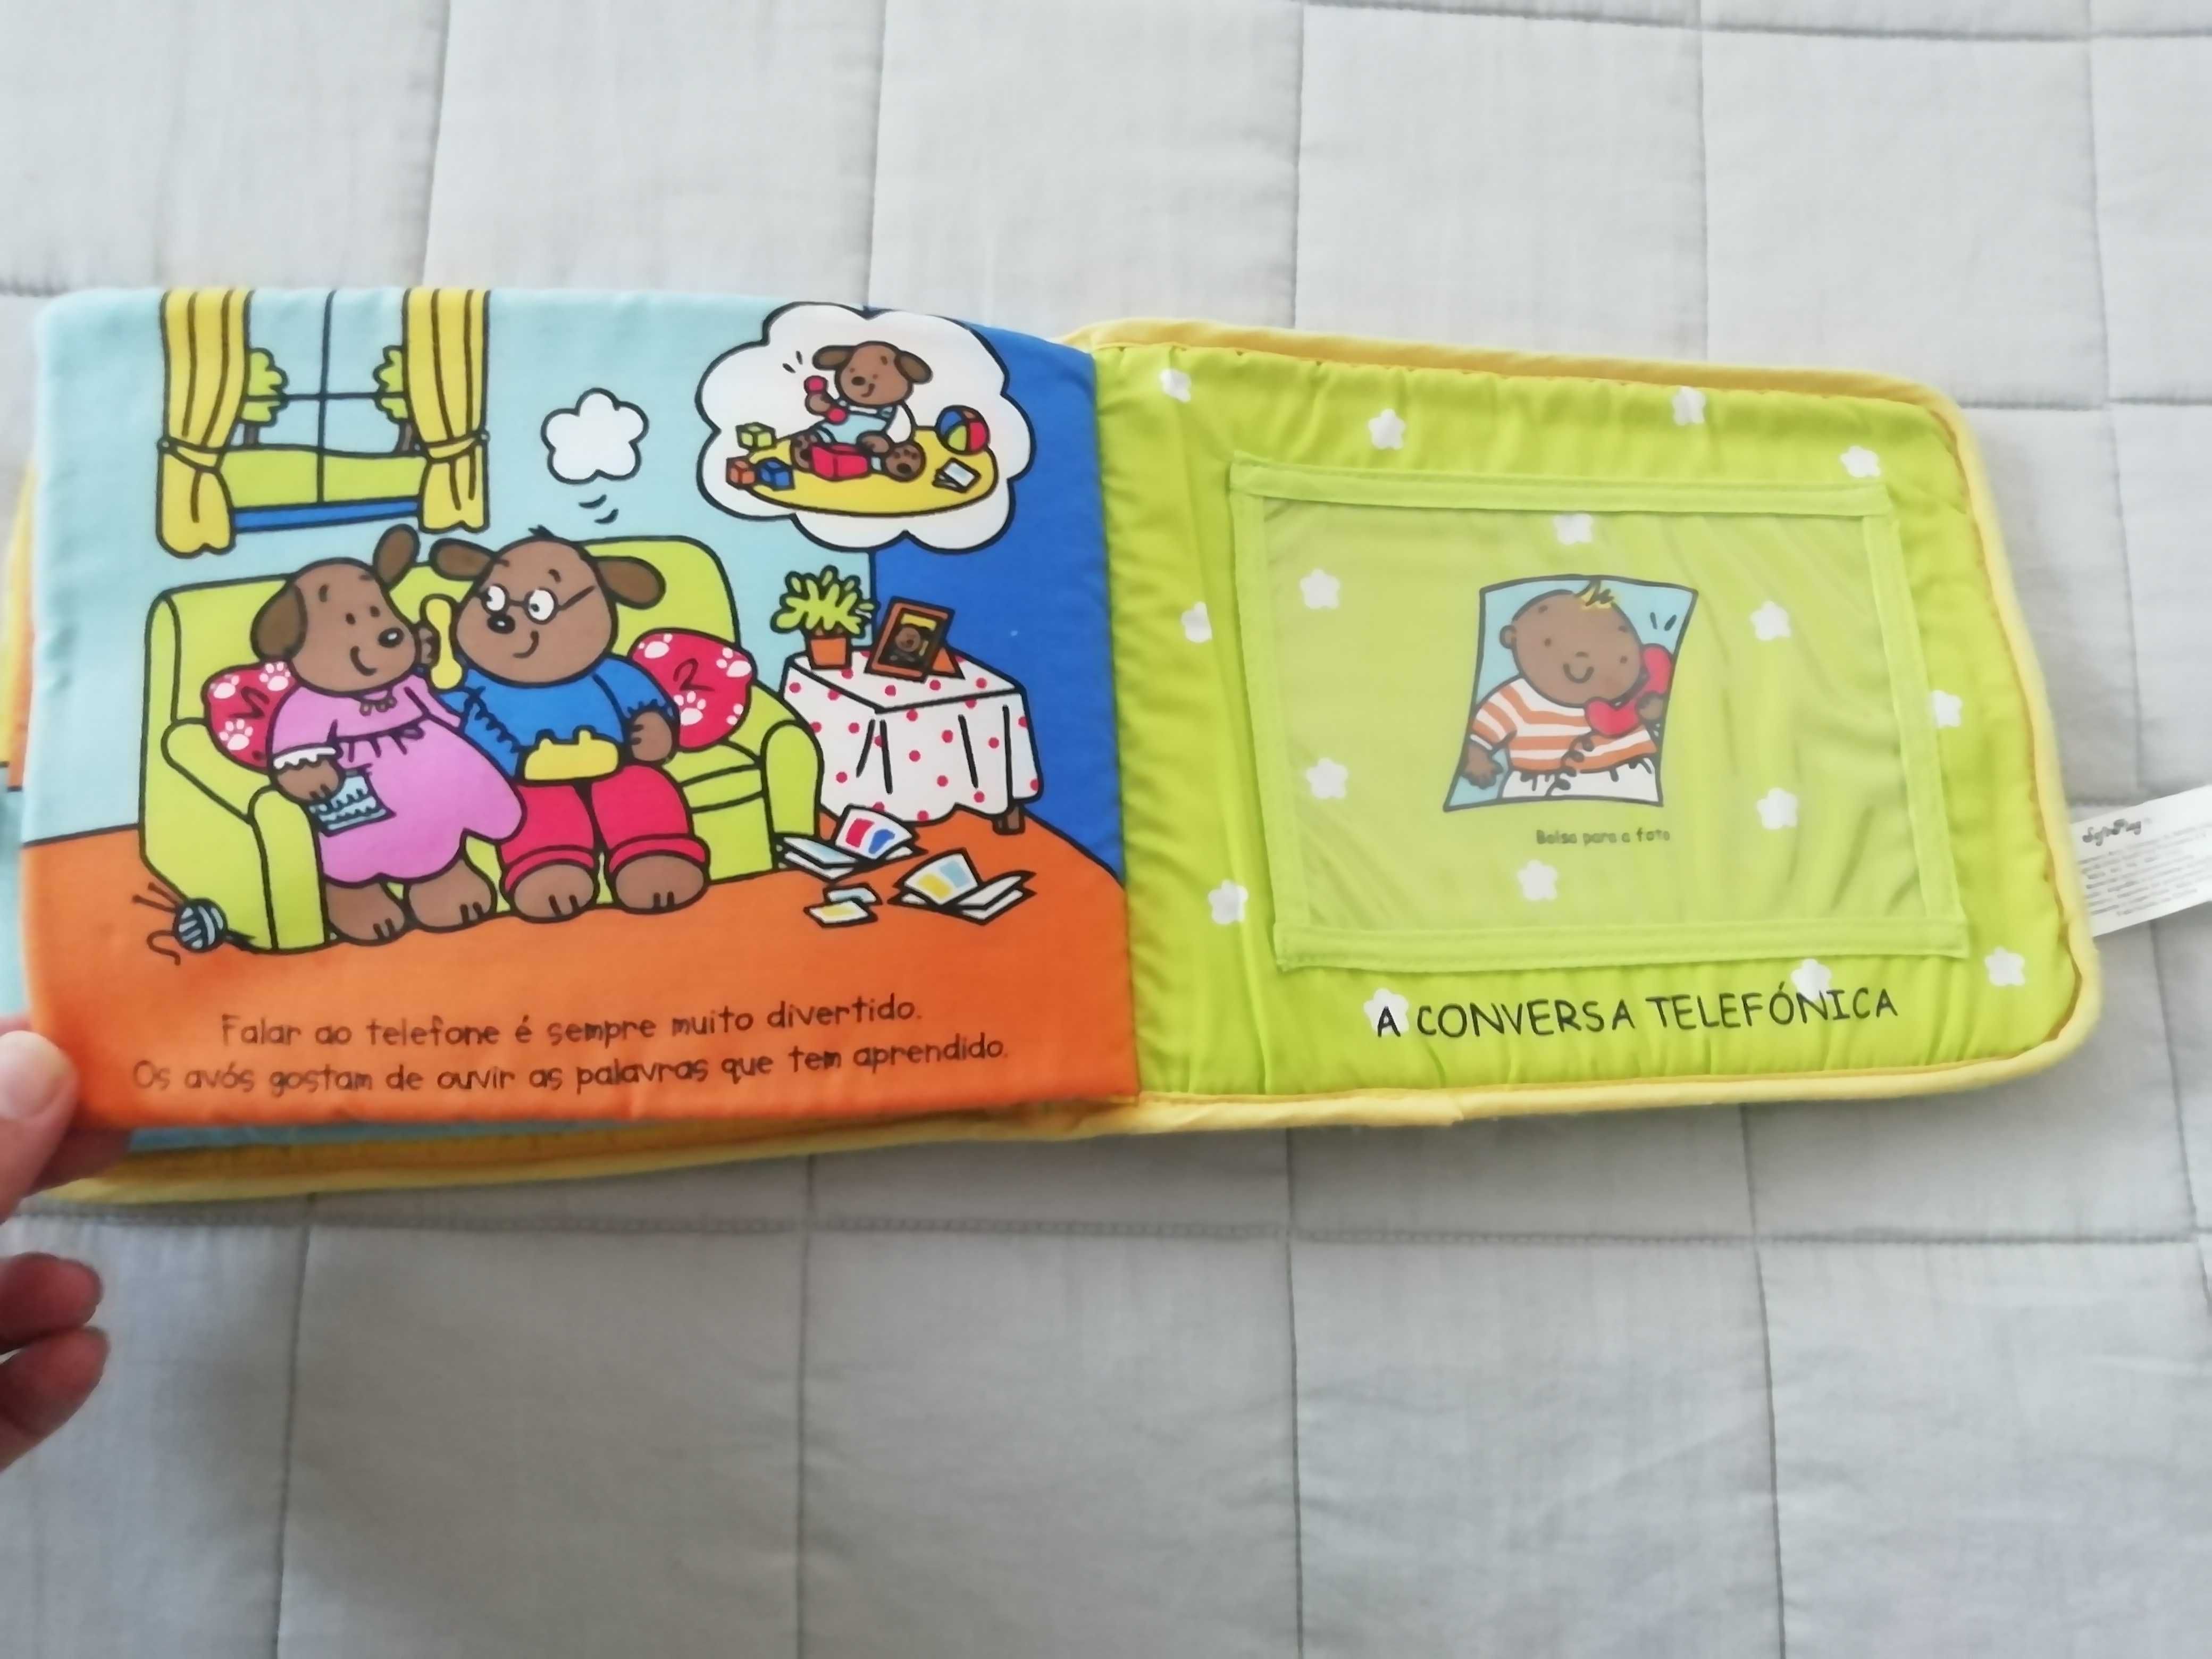 Falar ao telefone é sempre muito divertido.
Os avós gostam de ouvir as palavras que tem aprendido.
Bolsa para a foto
A CONVERSA TELEFÓNICA